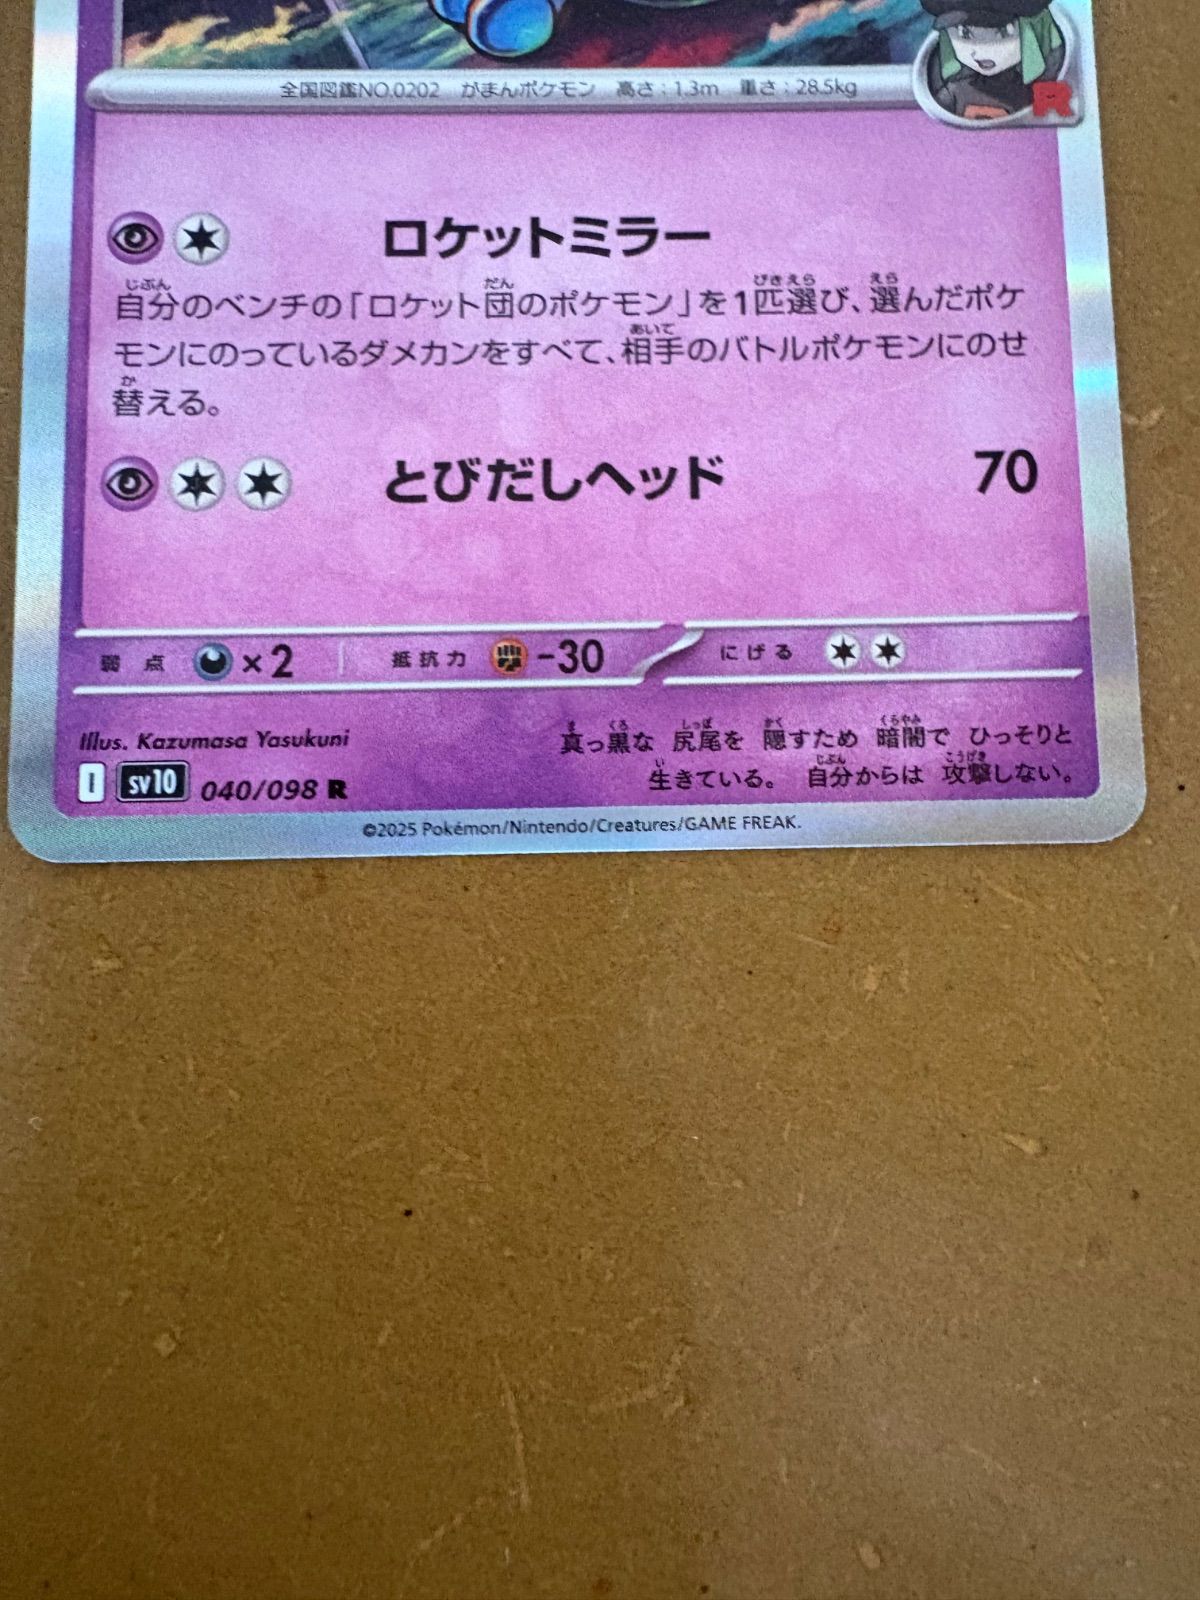 全国図鑑NO.0202 がまんポケモン 高さ:1.3m 重さ:28.5kg
R
ロケットミラー
自分のベンチの「ロケット団のポケモン」を1匹選び、選んだポケ
モンにのっているダメカンをすべて、相手のバトルポケモンにのせ
替える。
とびだしヘッド 70
弱点 ×2 抵抗力 -30 にげる
Illus. Kazumasa Yasukuni
真っ黒な 尻尾を 隠すため 暗闇で ひっそりと
生きている。 自分からは 攻撃しない。
I sv10 040/098 R
©2025 Pokémon/Nintendo/Creatures/GAME FREAK.